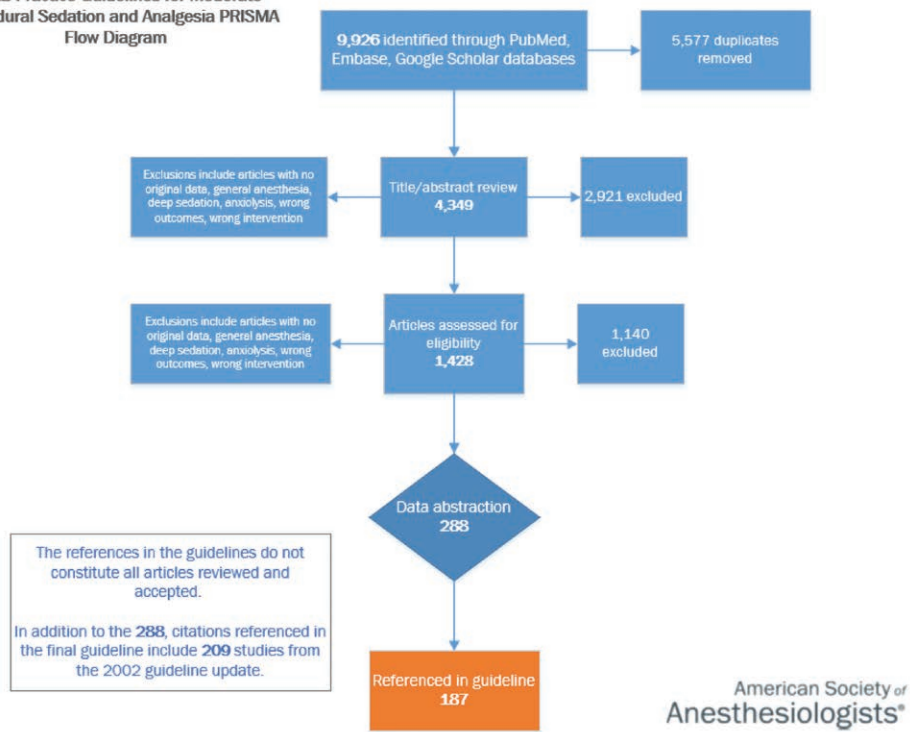 dural Sedation and Analgesia PRISMA
Flow Diagram
9,926 identified through PubMed,
Embase, Google Scholar databases
5,577 duplicates
removed
Exclusions include articles with no
original data, general anesthesia,
deep sedation, anxiolysis, wrong
outcomes, wrong intervention
Title/abstract review
4,349
2,921 excluded
Exclusions include articles with no
original data, general anesthesia,
deep sedation, anxiolysis, wrong
outcomes, wrong intervention
Articles assessed for
eligibility
1,428
1,140
excluded
Data abstraction
288
The references in the guidelines do not
constitute all articles reviewed and
accepted.
In addition to the 288, citations referenced in
the final guideline include 209 studies from
the 2002 guideline update.
Referenced in guideline
187
American Society of
Anesthesiologists®